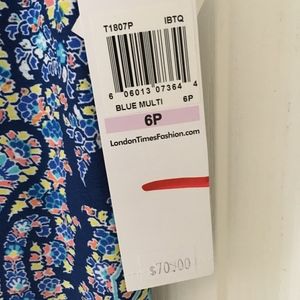 T1807P IBTQ
6 06013 07364 4
BLUE MULTI 6P
6P
LondonTimesFashion.com
$70.00